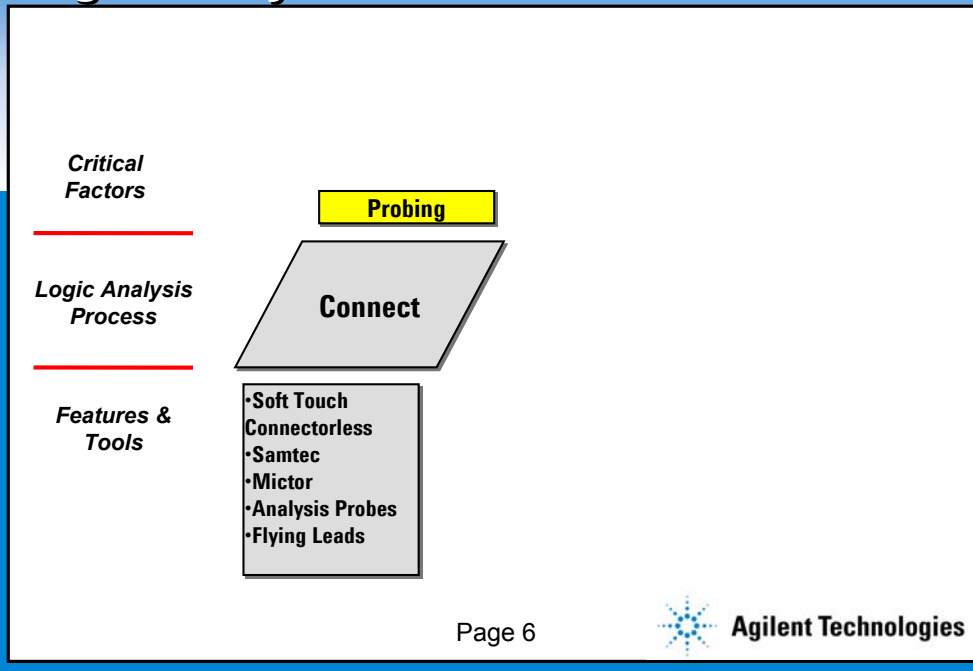 Critical
Factors
Probing
Logic Analysis
Process
Connect
Features &
Tools
•Soft Touch
Connectorless
•Samtec
•Mictor
•Analysis Probes
•Flying Leads
Page 6
Agilent Technologies